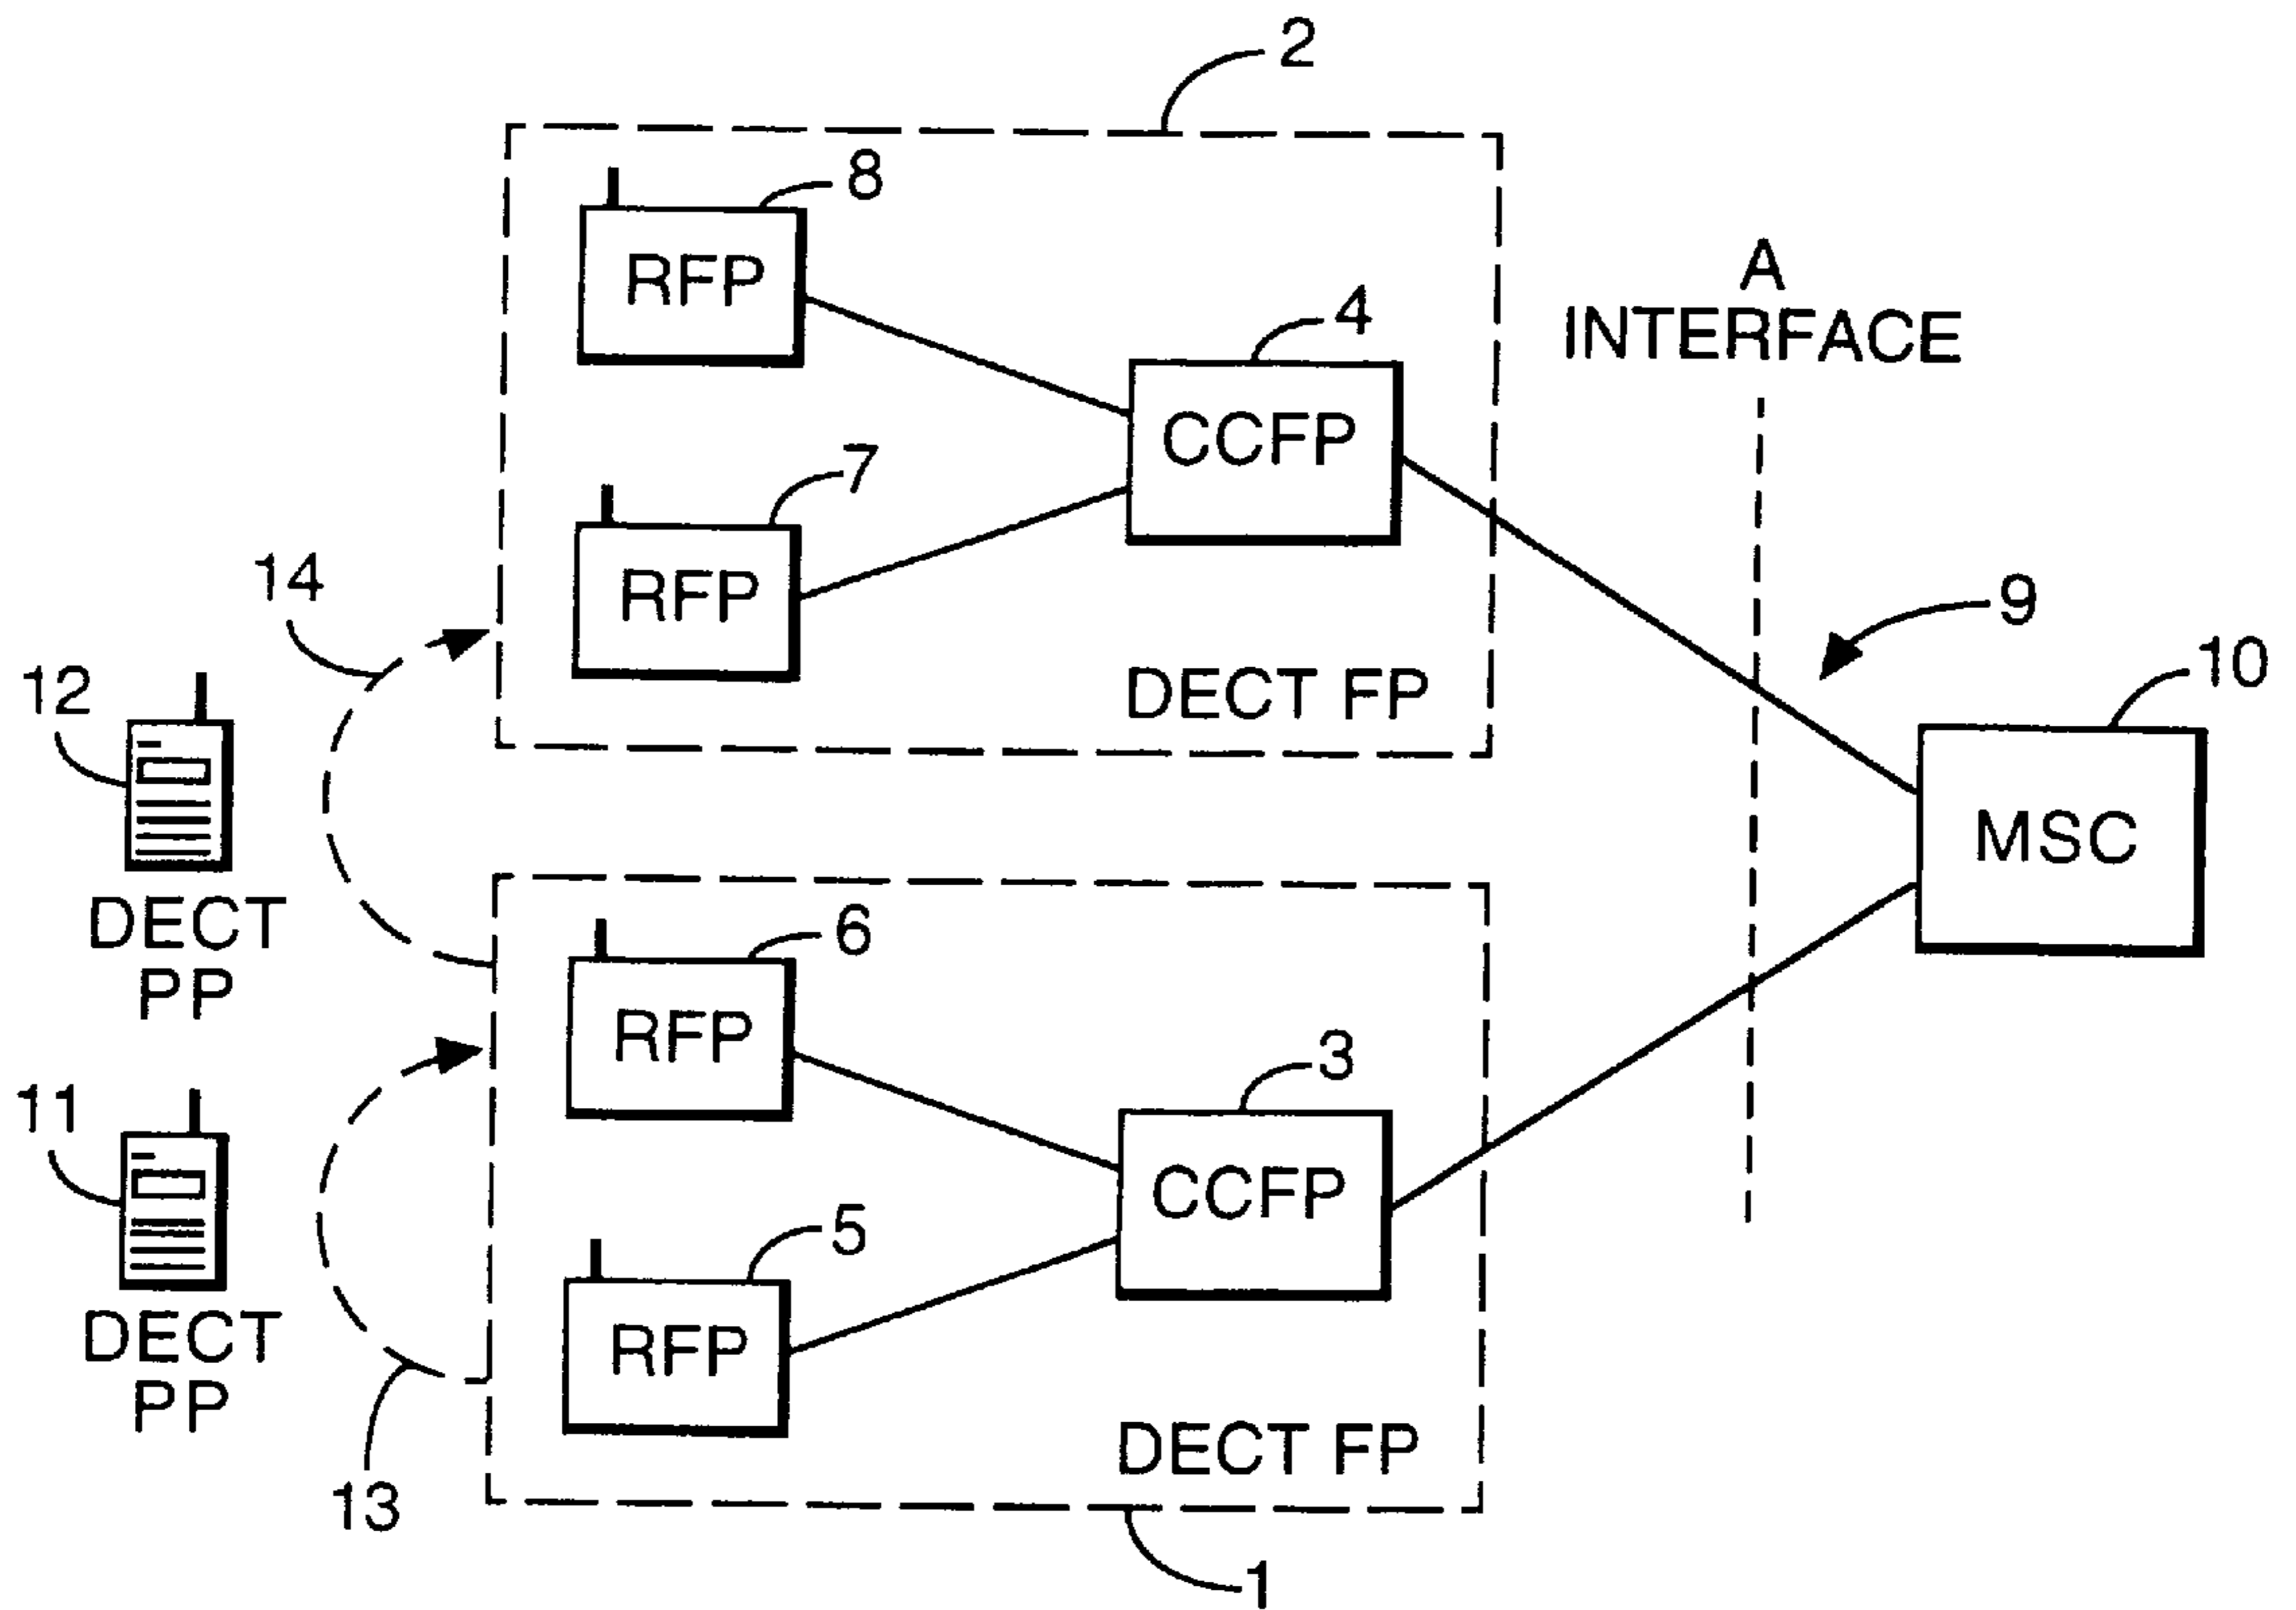 2
8
RFP
A
INTERFACE
4
CCFP
7
RFP
14
9
10
12
DECT FP
MSC
DECT
PP
6
RFP
3
11
CCFP
5
RFP
DECT
PP
DECT FP
13
1